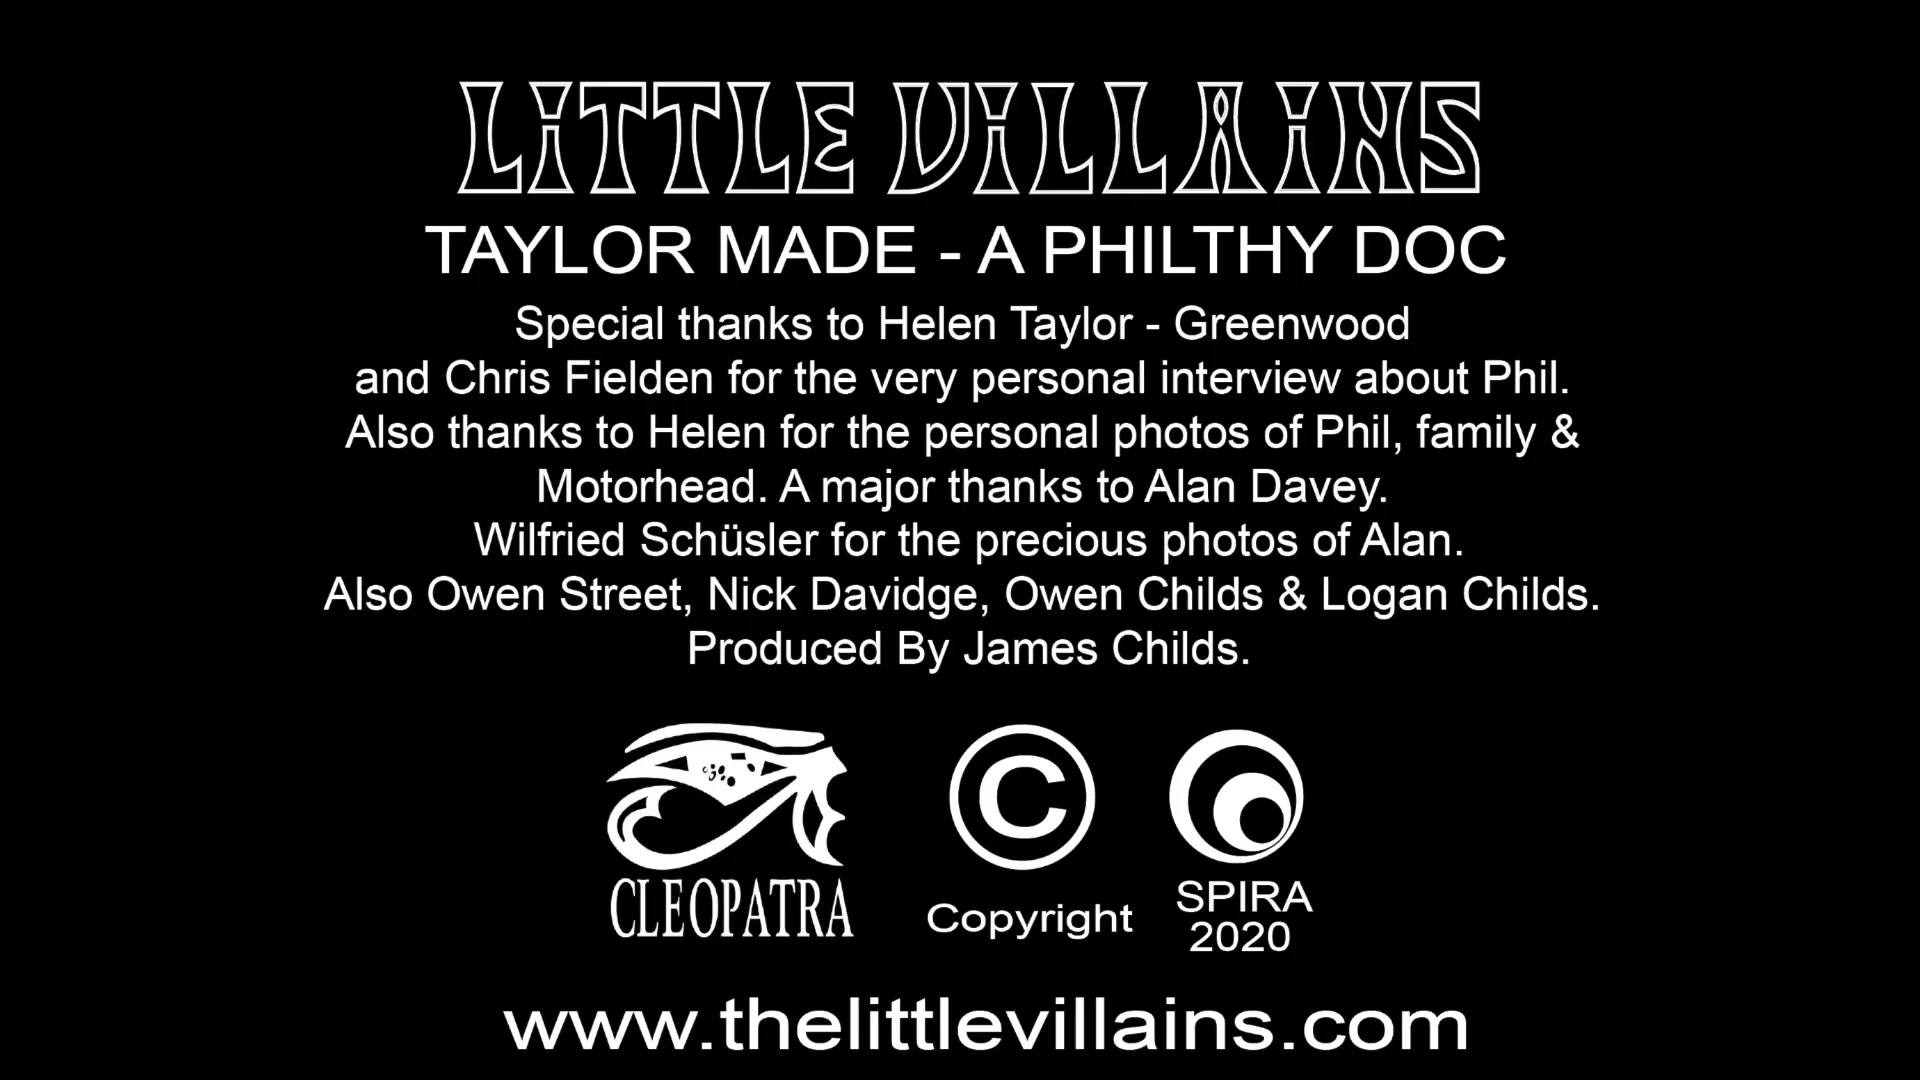 LiTTLE ViLLAiNS
TAYLOR MADE - A PHILTHY DOC
Special thanks to Helen Taylor - Greenwood
and Chris Fielden for the very personal interview about Phil.
Also thanks to Helen for the personal photos of Phil, family &
Motorhead. A major thanks to Alan Davey.
Wilfried Schüsler for the precious photos of Alan.
Also Owen Street, Nick Davidge, Owen Childs & Logan Childs.
Produced By James Childs.
C
CLEOPATRA
Copyright
SPIRA
2020
www.thelittlevillains.com